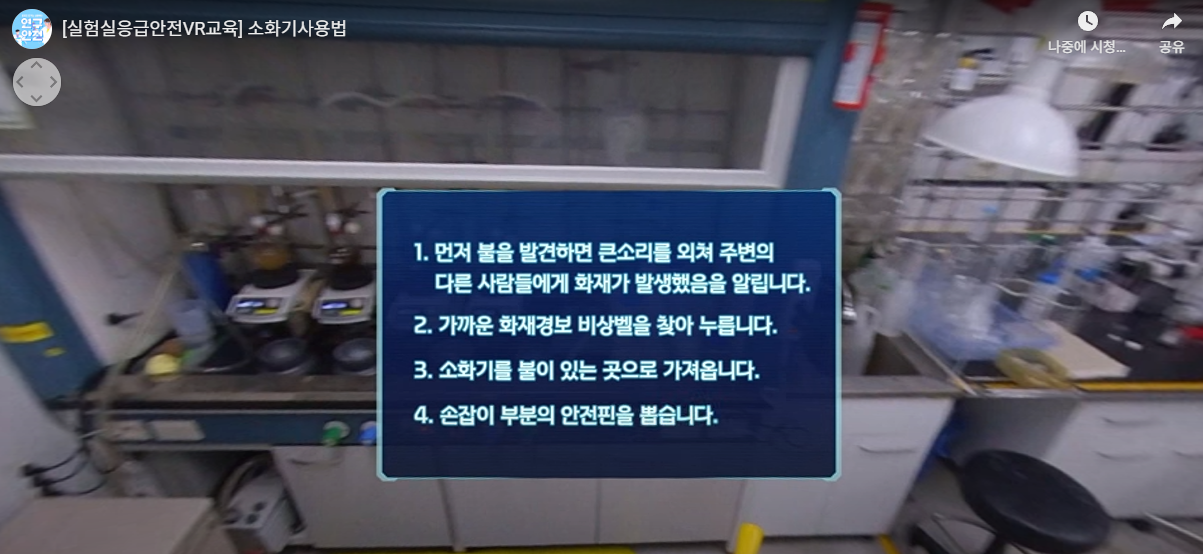 연구
안전
[실험실응급안전VR교육] 소화기사용법
나중에 시청...
공유
1. 먼저 불을 발견하면 큰소리를 외쳐 주변의
다른 사람들에게 화재가 발생했음을 알립니다.
2. 가까운 화재경보 비상벨을 찾아 누릅니다.
3. 소화기를 불이 있는 곳으로 가져옵니다.
4. 손잡이 부분의 안전핀을 뽑습니다.